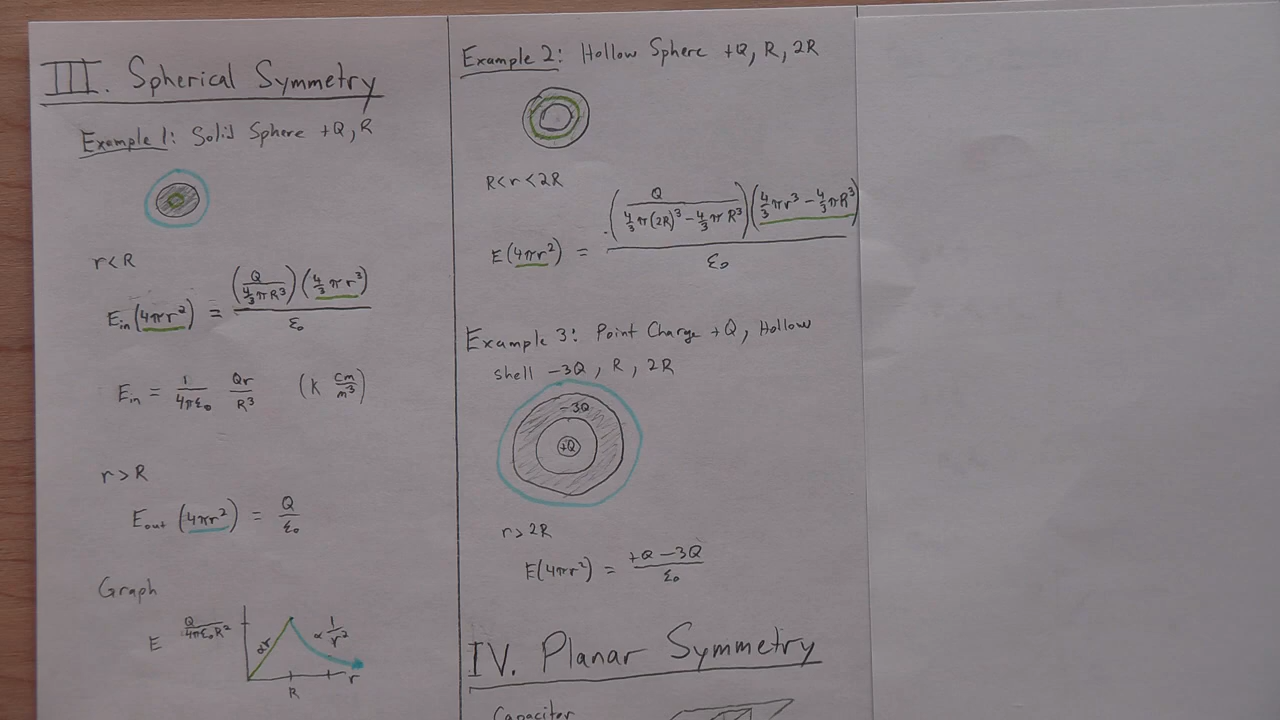 III. Spherical Symmetry
Example 1: Solid Sphere +Q, R
r<R
E_in (4πr²) = (Q / (4/3 πR³)) (4/3 πr³) / ε₀
E_in = 1/(4πε₀) Qr/R³ (K Cm/m³)
r>R
E_out (4πr²) = Q/ε₀
Graph
E Q/(4πε₀R²) ∝r ∝ 1/r² r
R
Example 2: Hollow Sphere +Q, R, 2R
R<r<2R
E(4πr²) = (Q / (4/3 π(2R)³ − 4/3 πR³)) (4/3 πr³ − 4/3 πR³) / ε₀
Example 3: Point Charge +Q, Hollow
shell −3Q, R, 2R
−3Q
+Q
r>2R
E(4πr²) = (+Q −3Q)/ε₀
IV. Planar Symmetry
Capacitor